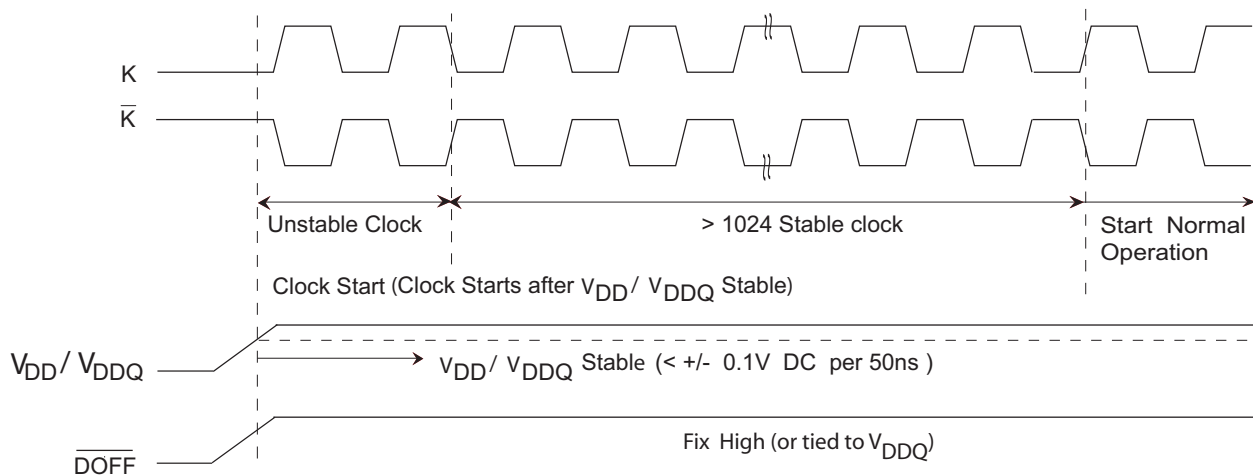 K
K̅
Unstable Clock
> 1024 Stable clock
Start Normal
Operation
Clock Start (Clock Starts after VDD / VDDQ Stable)
VDD / VDDQ
VDD / VDDQ Stable (< +/- 0.1V DC per 50ns )
Fix High (or tied to VDDQ)
D̅O̅F̅F̅